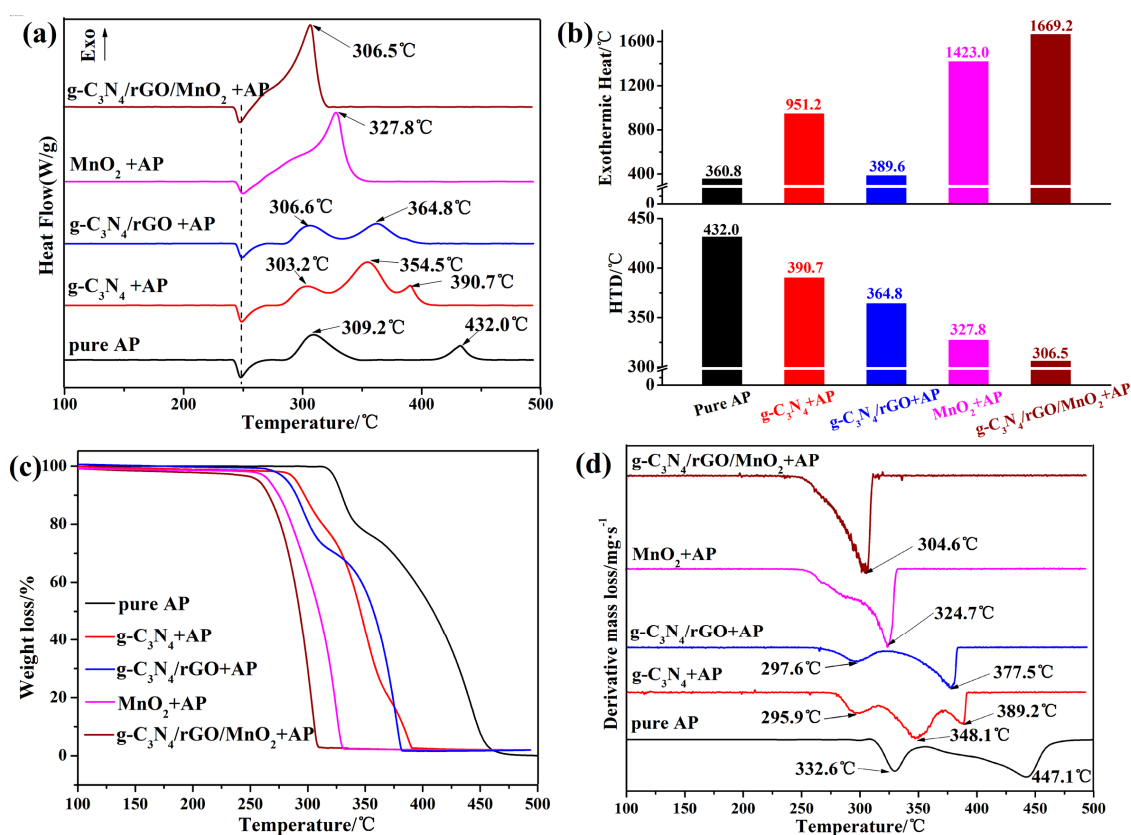 (a)
Exo
306.5℃
g-C₃N₄/rGO/MnO₂ +AP
327.8℃
MnO₂ +AP
306.6℃
364.8℃
g-C₃N₄/rGO +AP
303.2℃
354.5℃
390.7℃
g-C₃N₄ +AP
309.2℃
432.0℃
pure AP
Heat Flow(W/g)
100 200 300 400 500
Temperature/℃
(b)
Exothermic Heat/℃
1600
1200
800
400
0
360.8
951.2
389.6
1423.0
1669.2
HTD/℃
450
400
350
300
0
432.0
390.7
364.8
327.8
306.5
Pure AP
g-C₃N₄+AP
g-C₃N₄/rGO+AP
MnO₂+AP
g-C₃N₄/rGO/MnO₂+AP
(c)
Weight loss/%
100
80
60
40
20
0
pure AP
g-C₃N₄+AP
g-C₃N₄/rGO+AP
MnO₂+AP
g-C₃N₄/rGO/MnO₂+AP
100 150 200 250 300 350 400 450 500
Temperature/℃
(d)
g-C₃N₄/rGO/MnO₂+AP
304.6℃
MnO₂+AP
324.7℃
g-C₃N₄/rGO+AP
297.6℃
377.5℃
g-C₃N₄+AP
295.9℃
348.1℃
389.2℃
pure AP
332.6℃
447.1℃
Derivative mass loss/mg·s⁻¹
100 150 200 250 300 350 400 450 500
Temperature/℃